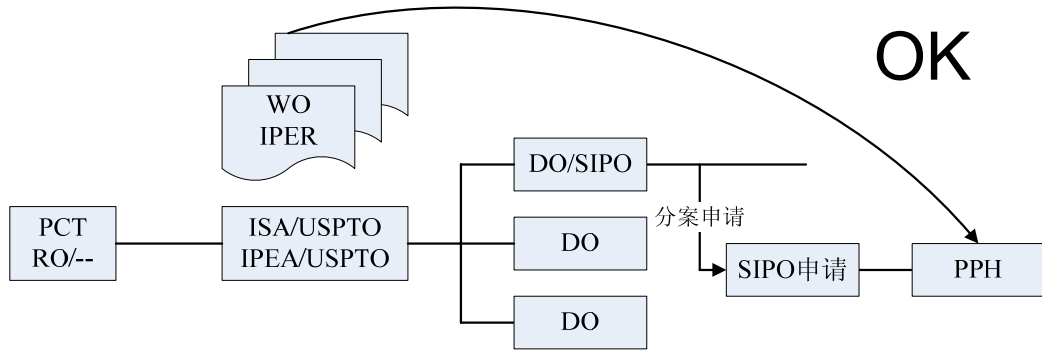 OK
WO
IPER
DO/SIPO
分案申请
PCT
RO/--
ISA/USPTO
IPEA/USPTO
DO
SIPO申请
PPH
DO